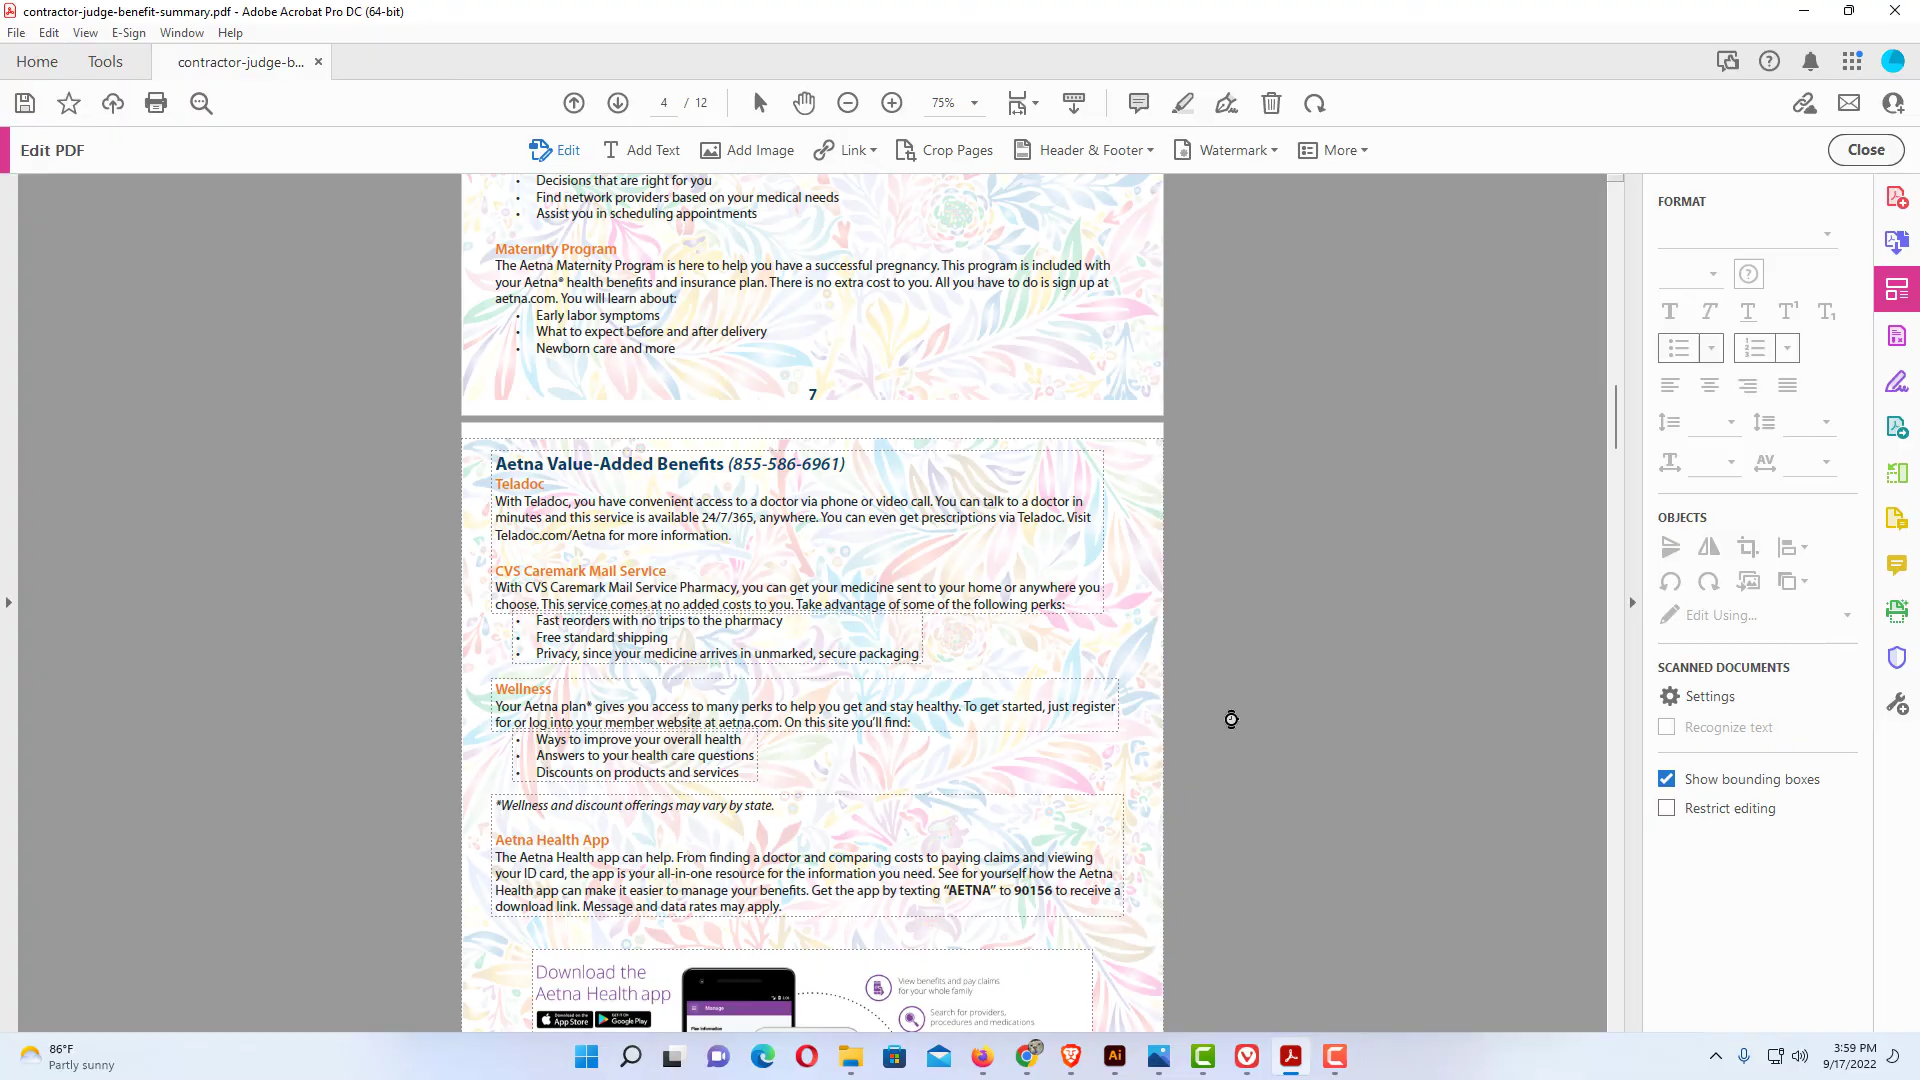 contractor-judge-benefit-summary.pdf - Adobe Acrobat Pro DC (64-bit)
File Edit View E-Sign Window Help
Home Tools contractor-judge-b... ×
4 / 12 75%
Edit PDF Edit Add Text Add Image Link Crop Pages Header & Footer Watermark More Close
• Decisions that are right for you
• Find network providers based on your medical needs
• Assist you in scheduling appointments
Maternity Program
The Aetna Maternity Program is here to help you have a successful pregnancy. This program is included with
your Aetna® health benefits and insurance plan. There is no extra cost to you. All you have to do is sign up at
aetna.com. You will learn about:
• Early labor symptoms
• What to expect before and after delivery
• Newborn care and more
7
Aetna Value-Added Benefits (855-586-6961)
Teladoc
With Teladoc, you have convenient access to a doctor via phone or video call. You can talk to a doctor in
minutes and this service is available 24/7/365, anywhere. You can even get prescriptions via Teladoc. Visit
Teladoc.com/Aetna for more information.
CVS Caremark Mail Service
With CVS Caremark Mail Service Pharmacy, you can get your medicine sent to your home or anywhere you
choose. This service comes at no added costs to you. Take advantage of some of the following perks:
• Fast reorders with no trips to the pharmacy
• Free standard shipping
• Privacy, since your medicine arrives in unmarked, secure packaging
Wellness
Your Aetna plan* gives you access to many perks to help you get and stay healthy. To get started, just register
for or log into your member website at aetna.com. On this site you'll find:
• Ways to improve your overall health
• Answers to your health care questions
• Discounts on products and services
*Wellness and discount offerings may vary by state.
Aetna Health App
The Aetna Health app can help. From finding a doctor and comparing costs to paying claims and viewing
your ID card, the app is your all-in-one resource for the information you need. See for yourself how the Aetna
Health app can make it easier to manage your benefits. Get the app by texting “AETNA” to 90156 to receive a
download link. Message and data rates may apply.
Download the
Aetna Health app
Download on the App Store GET IT ON Google Play
Manage
Plan information
View benefits and pay claims
for your whole family
Search for providers,
procedures and medications
FORMAT
OBJECTS
Edit Using...
SCANNED DOCUMENTS
Settings
Recognize text
Show bounding boxes
Restrict editing
86°F
Partly sunny
Ai
3:59 PM
9/17/2022